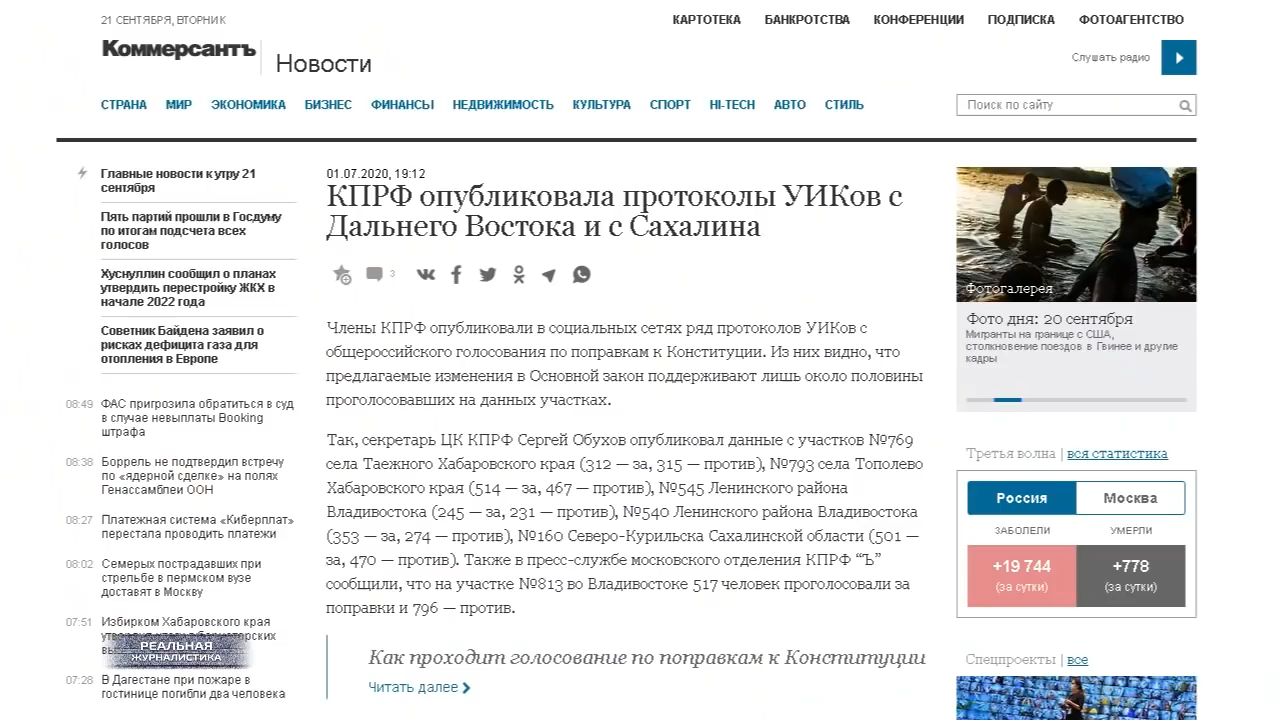 21 СЕНТЯБРЯ, ВТОРНИК
КАРТОТЕКА БАНКРОТСТВА КОНФЕРЕНЦИИ ПОДПИСКА ФОТОАГЕНТСТВО
Коммерсантъ
Новости
Слушать радио
СТРАНА МИР ЭКОНОМИКА БИЗНЕС ФИНАНСЫ НЕДВИЖИМОСТЬ КУЛЬТУРА СПОРТ HI-TECH АВТО СТИЛЬ
Поиск по сайту
Главные новости к утру 21
сентября
Пять партий прошли в Госдуму
по итогам подсчета всех
голосов
Хуснуллин сообщил о планах
утвердить перестройку ЖКХ в
начале 2022 года
Советник Байдена заявил о
рисках дефицита газа для
отопления в Европе
08:49 ФАС пригрозила обратиться в суд
в случае невыплаты Booking
штрафа
08:38 Боррель не подтвердил встречу
по «ядерной сделке» на полях
Генассамблеи ООН
08:27 Платежная система «Киберплат»
перестала проводить платежи
08:02 Семерых пострадавших при
стрельбе в пермском вузе
доставят в Москву
07:51 Избирком Хабаровского края
РЕАЛЬНАЯ
ЖУРНАЛИСТИКА
07:28 В Дагестане при пожаре в
гостинице погибли два человека
01.07.2020, 19:12
КПРФ опубликовала протоколы УИКов с
Дальнего Востока и с Сахалина
3
Члены КПРФ опубликовали в социальных сетях ряд протоколов УИКов с
общероссийского голосования по поправкам к Конституции. Из них видно, что
предлагаемые изменения в Основной закон поддерживают лишь около половины
проголосовавших на данных участках.
Так, секретарь ЦК КПРФ Сергей Обухов опубликовал данные с участков №769
села Таежного Хабаровского края (312 — за, 315 — против), №793 села Тополево
Хабаровского края (514 — за, 467 — против), №545 Ленинского района
Владивостока (245 — за, 231 — против), №540 Ленинского района Владивостока
(353 — за, 274 — против), №160 Северо-Курильска Сахалинской области (501 —
за, 470 — против). Также в пресс-службе московского отделения КПРФ “Ъ”
сообщили, что на участке №813 во Владивостоке 517 человек проголосовали за
поправки и 796 — против.
Как проходит голосование по поправкам к Конституции
Читать далее
Фотогалерея
Фото дня: 20 сентября
Мигранты на границе с США,
столкновение поездов в Гвинее и другие
кадры
Третья волна | вся статистика
Россия Москва
ЗАБОЛЕЛИ УМЕРЛИ
+19 744 +778
(за сутки) (за сутки)
Спецпроекты | все